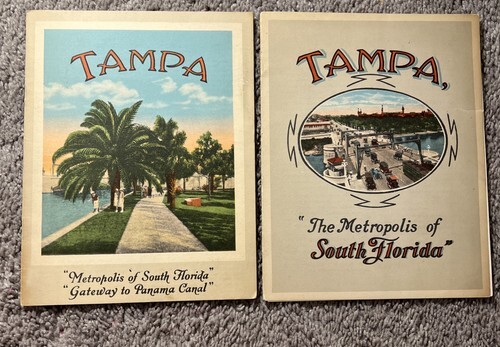 TAMPA
"Metropolis of South Florida"
"Gateway to Panama Canal"
TAMPA,
"The Metropolis of
South Florida"